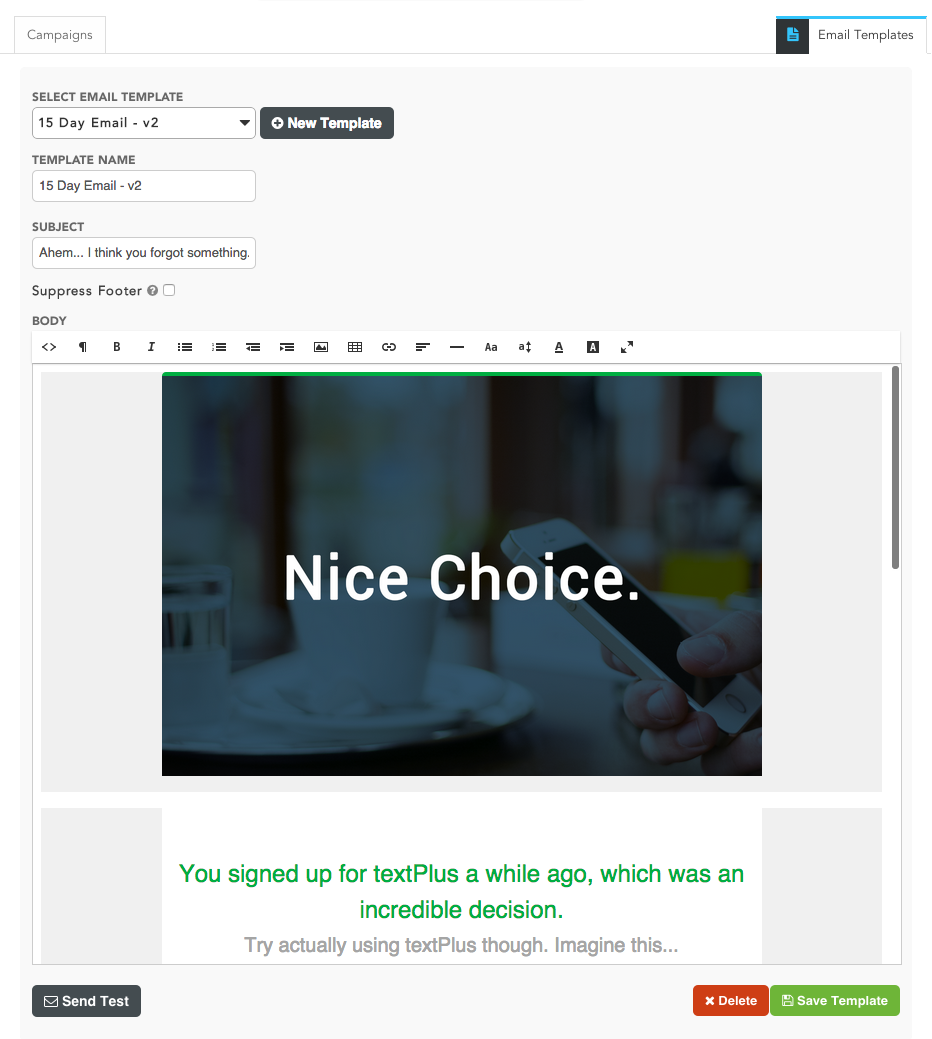 Campaigns
Email Templates
SELECT EMAIL TEMPLATE
15 Day Email - v2
New Template
TEMPLATE NAME
15 Day Email - v2
SUBJECT
Ahem... I think you forgot something.
Suppress Footer ?
BODY
<> ¶ B I Aa a A A
Nice Choice.
You signed up for textPlus a while ago, which was an
incredible decision.
Try actually using textPlus though. Imagine this...
Send Test
Delete
Save Template